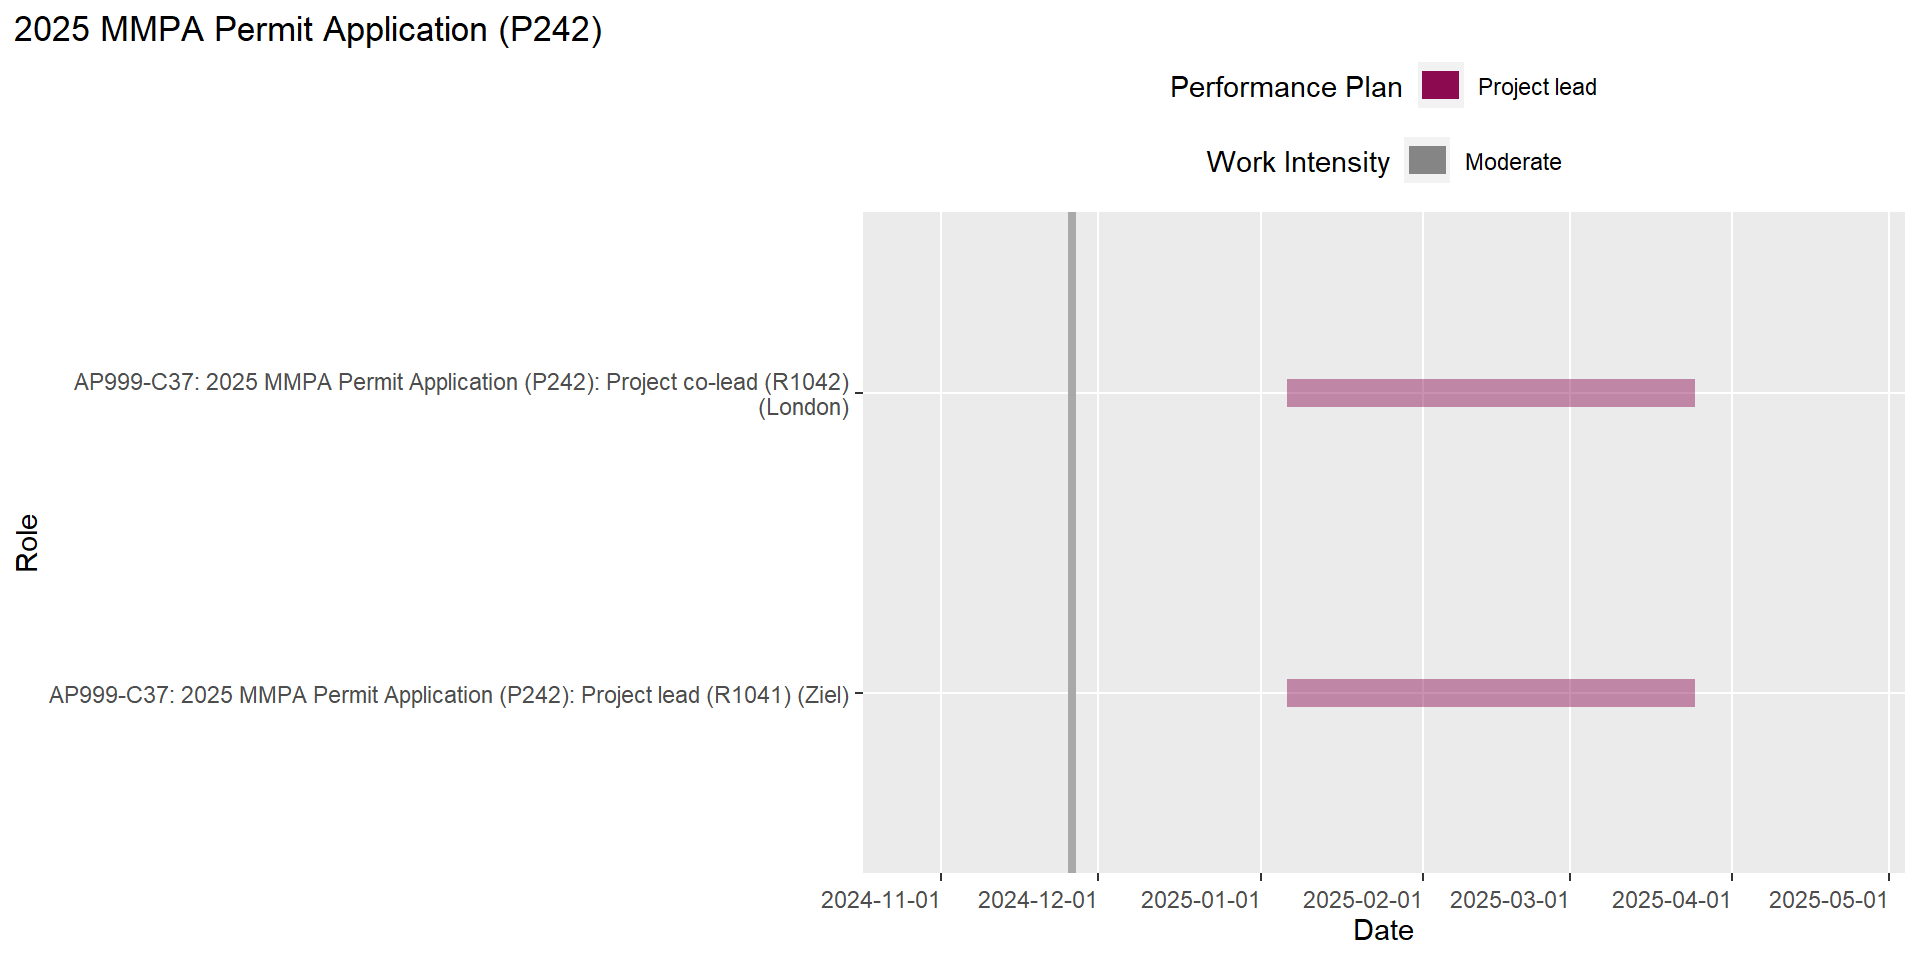 2025 MMPA Permit Application (P242)
Performance Plan Project lead
Work Intensity Moderate
AP999-C37: 2025 MMPA Permit Application (P242): Project co-lead (R1042)
(London)
Role
AP999-C37: 2025 MMPA Permit Application (P242): Project lead (R1041) (Ziel)
2024-11-01 2024-12-01 2025-01-01 2025-02-01 2025-03-01 2025-04-01 2025-05-01
Date